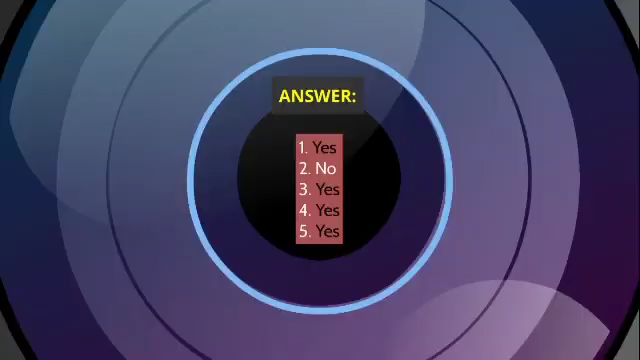 ANSWER:
1. Yes
2. No
3. Yes
4. Yes
5. Yes